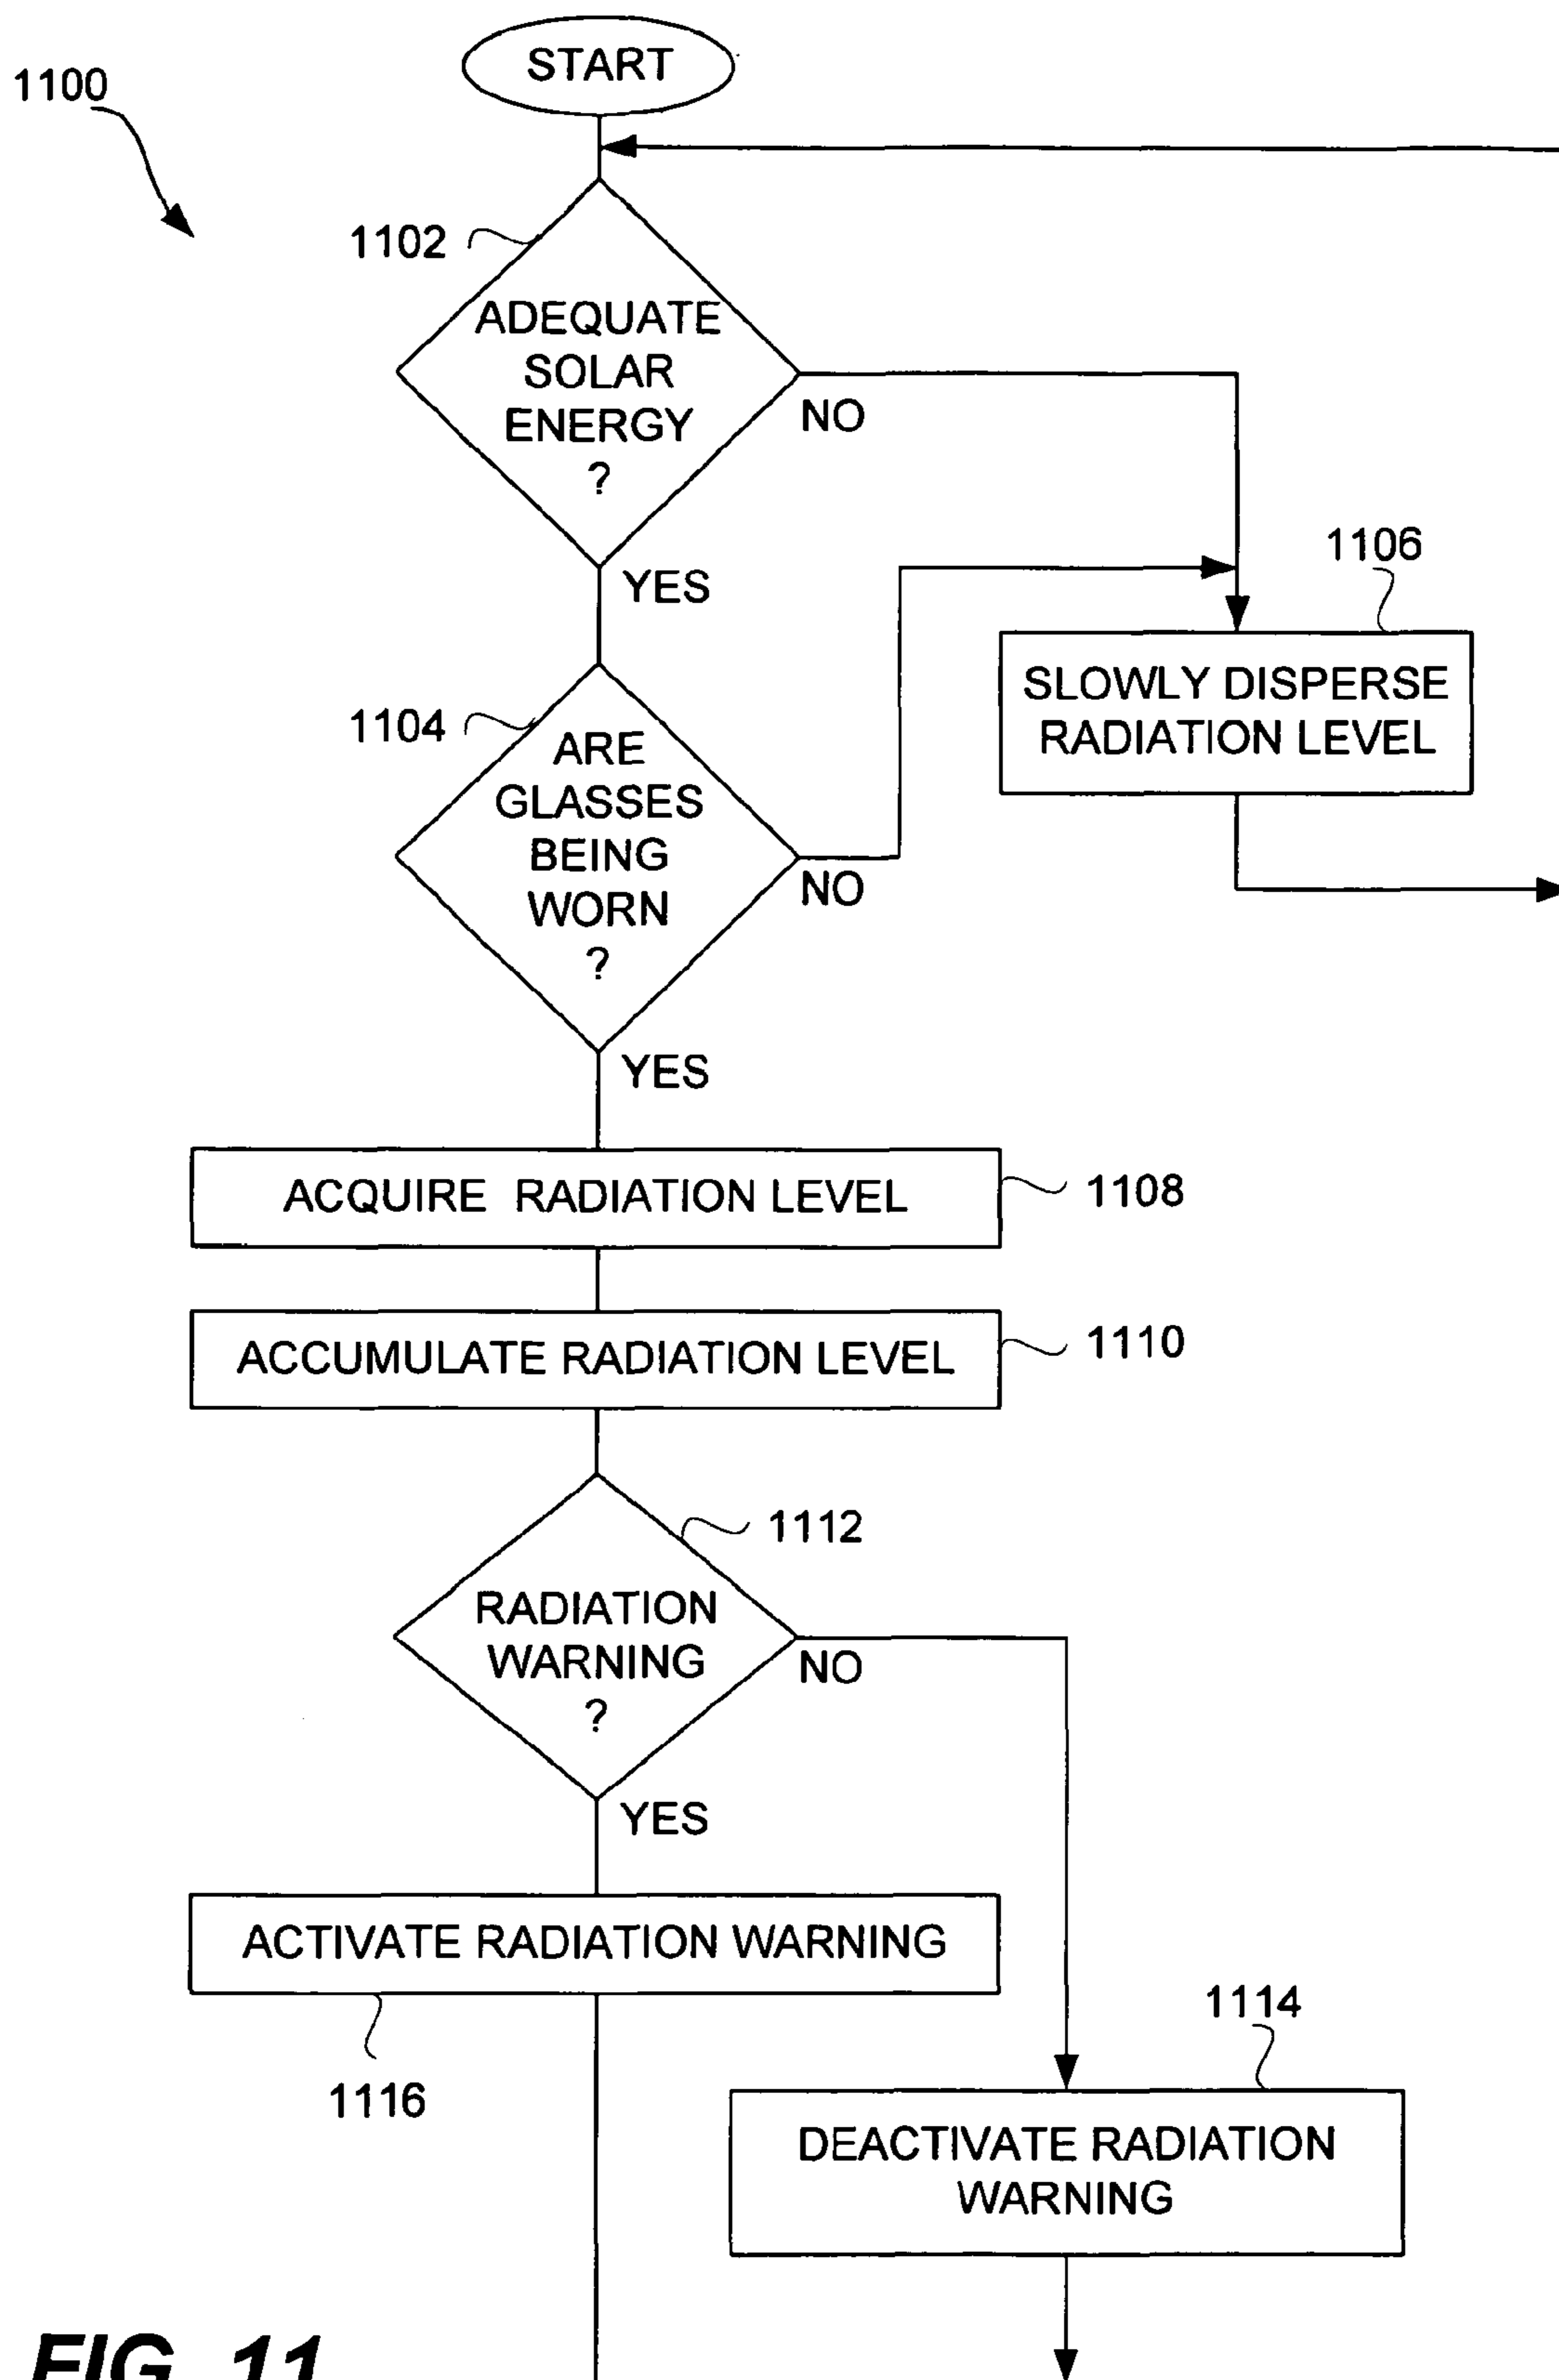 START
1100
1102
ADEQUATE
SOLAR
ENERGY
?
NO
YES
1106
SLOWLY DISPERSE
RADIATION LEVEL
1104
ARE
GLASSES
BEING
WORN
?
NO
YES
ACQUIRE RADIATION LEVEL
1108
ACCUMULATE RADIATION LEVEL
1110
1112
RADIATION
WARNING
?
NO
YES
ACTIVATE RADIATION WARNING
1116
1114
DEACTIVATE RADIATION
WARNING
FIG. 11